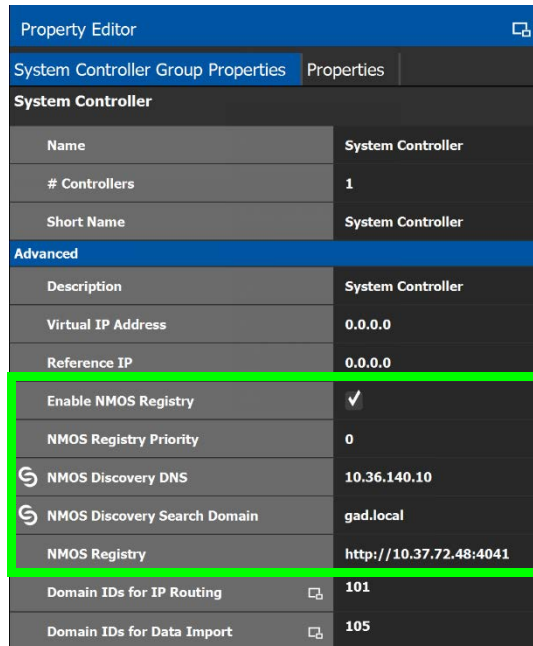 Property Editor
System Controller Group Properties Properties
System Controller
Name System Controller
# Controllers 1
Short Name System Controller
Advanced
Description System Controller
Virtual IP Address 0.0.0.0
Reference IP 0.0.0.0
Enable NMOS Registry
NMOS Registry Priority 0
NMOS Discovery DNS 10.36.140.10
NMOS Discovery Search Domain gad.local
NMOS Registry http://10.37.72.48:4041
Domain IDs for IP Routing 101
Domain IDs for Data Import 105